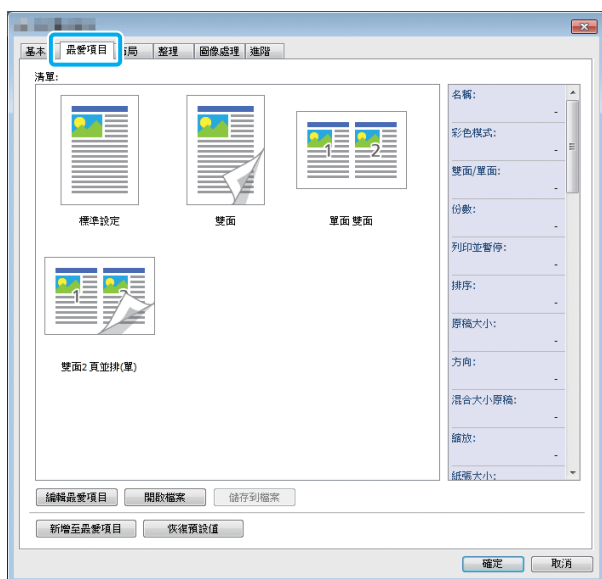 基本 最愛項目 布局 整理 圖像處理 進階
清單:
標準設定 雙面 單面 雙面
雙面2 頁並排(單)
名稱:
-
彩色模式:
-
雙面/單面:
-
份數:
-
列印並暫停:
-
排序:
-
原稿大小:
-
方向:
-
混合大小原稿:
-
縮放:
-
紙張大小:
編輯最愛項目 開啟檔案 儲存到檔案
新增至最愛項目 恢復預設值
確定 取消